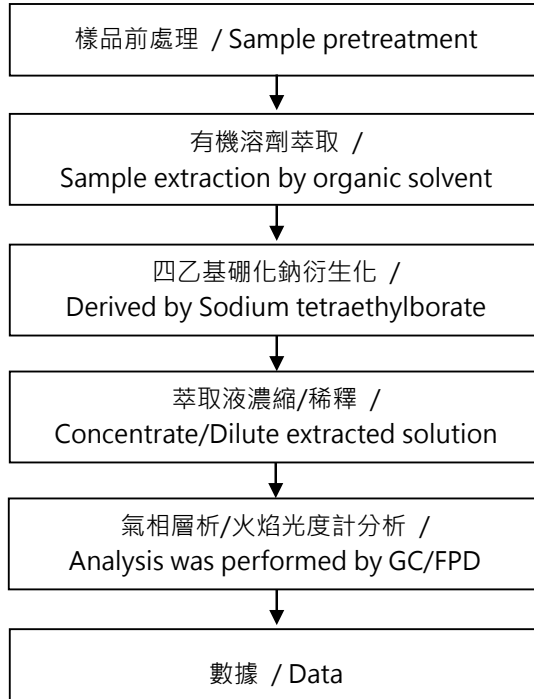 樣品前處理 / Sample pretreatment
有機溶劑萃取 /
Sample extraction by organic solvent
四乙基硼化鈉衍生化 /
Derived by Sodium tetraethylborate
萃取液濃縮/稀釋 /
Concentrate/Dilute extracted solution
氣相層析/火焰光度計分析 /
Analysis was performed by GC/FPD
數據 / Data